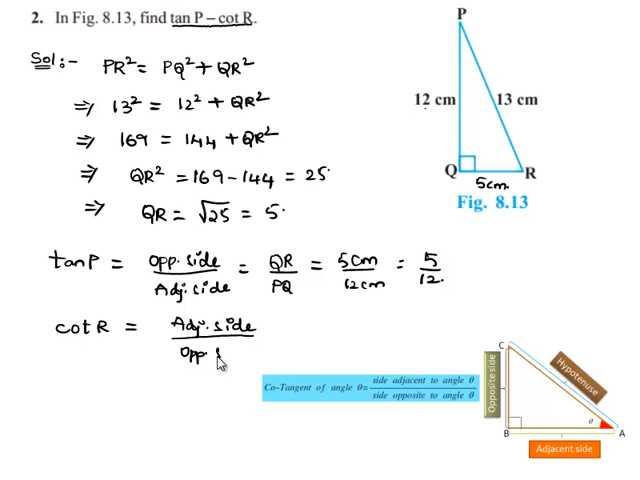 2. In Fig. 8.13, find tan P – cot R.
Sol:-
PR² = PQ² + QR²
⇒ 13² = 12² + QR²
⇒ 169 = 144 + QR²
⇒ QR² = 169 - 144 = 25.
⇒ QR = √25 = 5.
P
12 cm
13 cm
Q
R
5cm.
Fig. 8.13
tan P = Opp. side / Adj. side = QR / PQ = 5cm / 12cm = 5 / 12.
cot R = Adj. side / Opp. s
Co-Tangent of angle θ= side adjacent to angle θ / side opposite to angle θ
C
Opposite side
Hypotenuse
θ
B
A
Adjacent side